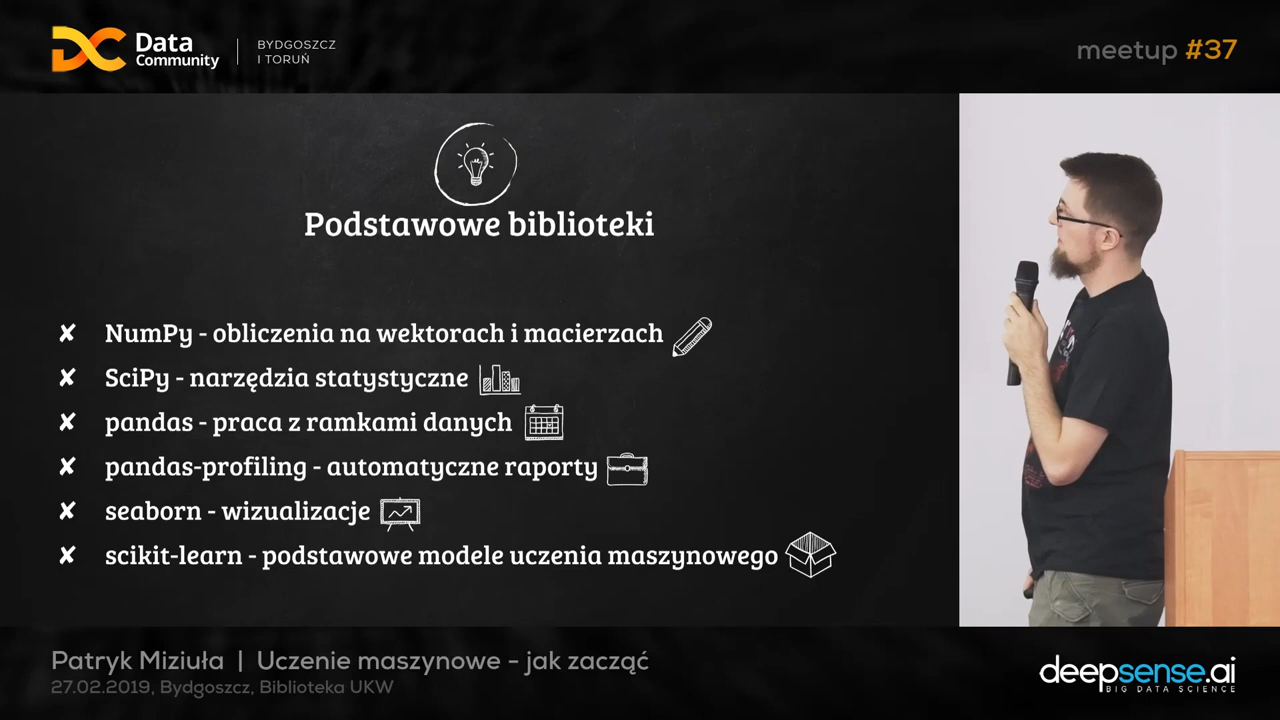 Data
Community
BYDGOSZCZ
I TORUŃ
meetup #37
Podstawowe biblioteki
✘ NumPy - obliczenia na wektorach i macierzach
✘ SciPy - narzędzia statystyczne
✘ pandas - praca z ramkami danych
✘ pandas-profiling - automatyczne raporty
✘ seaborn - wizualizacje
✘ scikit-learn - podstawowe modele uczenia maszynowego
Patryk Miziuła | Uczenie maszynowe - jak zacząć
27.02.2019, Bydgoszcz, Biblioteka UKW
deepsense.ai
BIG DATA SCIENCE